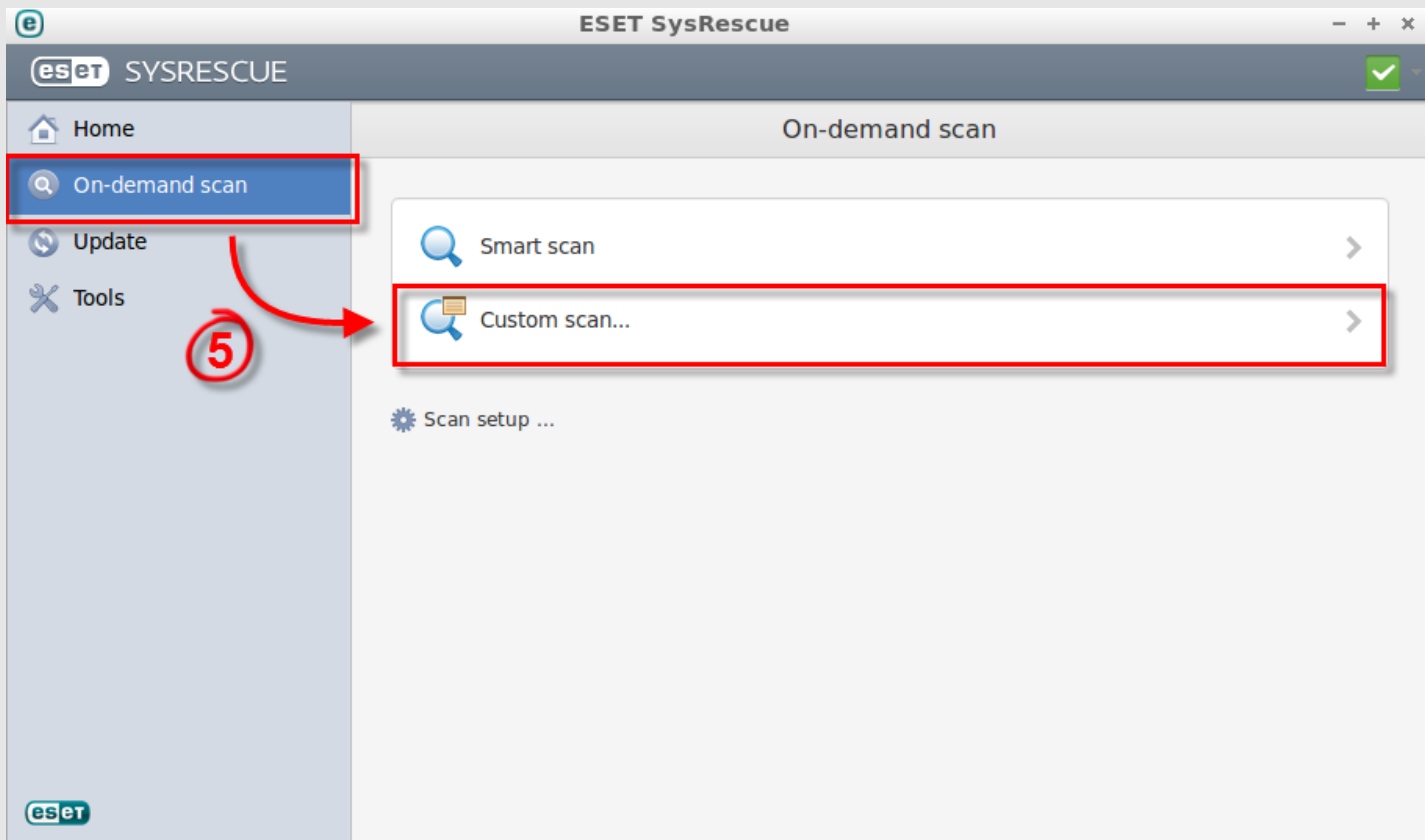 ESET SysRescue
eset SYSRESCUE
Home
On-demand scan
On-demand scan
Update
Tools
5
Smart scan
Custom scan...
Scan setup ...
eset